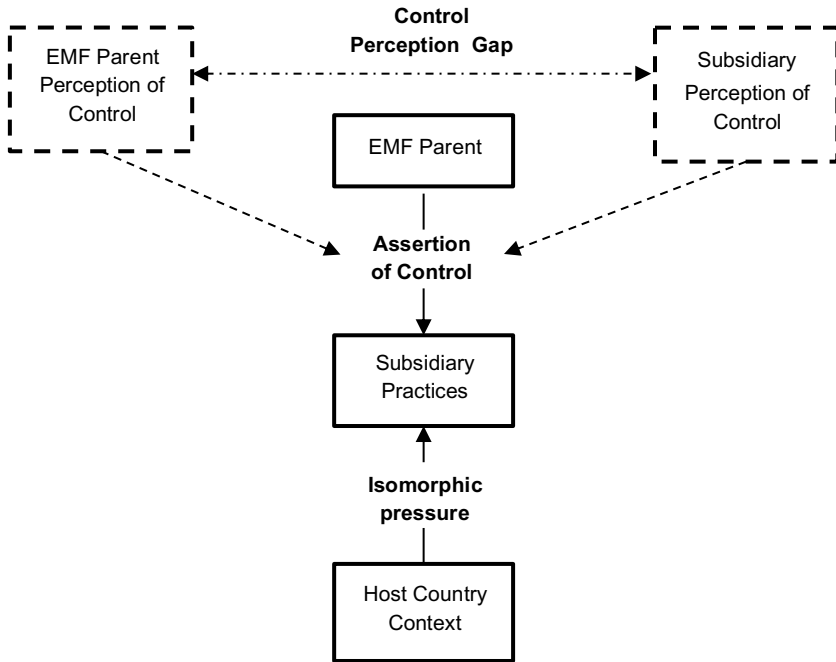 Control
Perception Gap
EMF Parent
Perception of
Control
Subsidiary
Perception of
Control
EMF Parent
Assertion
of Control
Subsidiary
Practices
Isomorphic
pressure
Host Country
Context